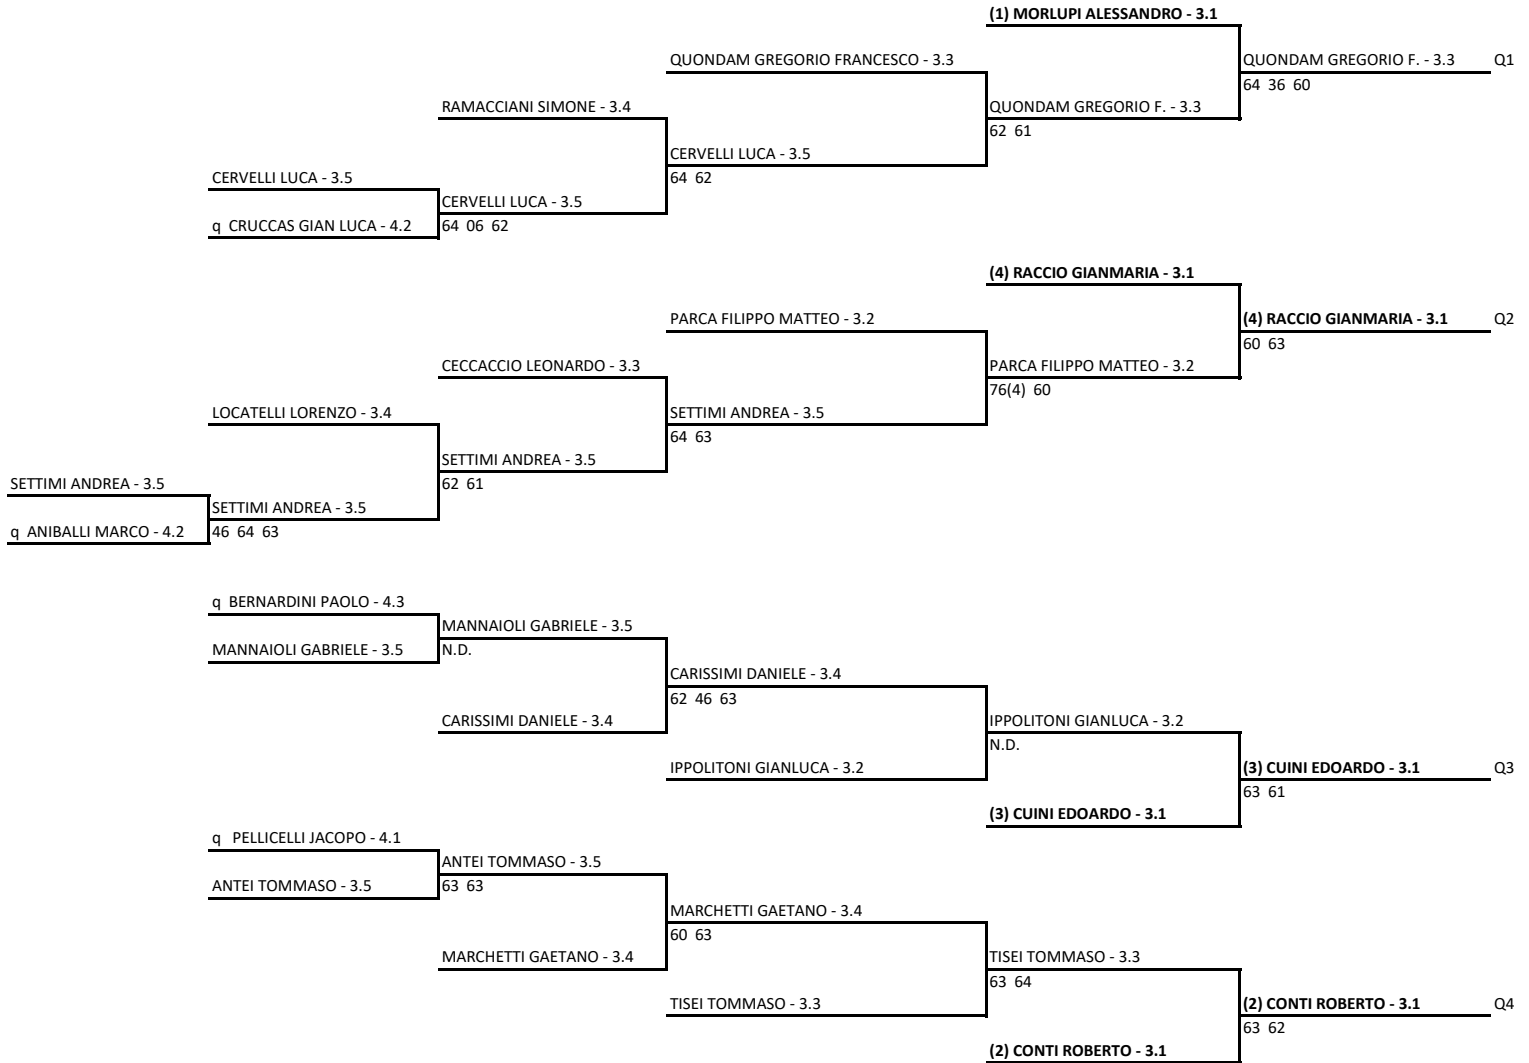 (1) MORLUPI ALESSANDRO - 3.1
QUONDAM GREGORIO FRANCESCO - 3.3
QUONDAM GREGORIO F. - 3.3 Q1
64 36 60
RAMACCIANI SIMONE - 3.4
QUONDAM GREGORIO F. - 3.3
62 61
CERVELLI LUCA - 3.5
64 62
CERVELLI LUCA - 3.5
CERVELLI LUCA - 3.5
q CRUCCAS GIAN LUCA - 4.2
64 06 62
(4) RACCIO GIANMARIA - 3.1
PARCA FILIPPO MATTEO - 3.2
(4) RACCIO GIANMARIA - 3.1 Q2
60 63
CECCACCIO LEONARDO - 3.3
PARCA FILIPPO MATTEO - 3.2
76(4) 60
LOCATELLI LORENZO - 3.4
SETTIMI ANDREA - 3.5
64 63
SETTIMI ANDREA - 3.5
62 61
SETTIMI ANDREA - 3.5
SETTIMI ANDREA - 3.5
q ANIBALLI MARCO - 4.2
46 64 63
q BERNARDINI PAOLO - 4.3
MANNAIOLI GABRIELE - 3.5
MANNAIOLI GABRIELE - 3.5
N.D.
CARISSIMI DANIELE - 3.4
62 46 63
CARISSIMI DANIELE - 3.4
IPPOLITONI GIANLUCA - 3.2
N.D.
IPPOLITONI GIANLUCA - 3.2
(3) CUINI EDOARDO - 3.1 Q3
63 61
(3) CUINI EDOARDO - 3.1
q PELLICELLI JACOPO - 4.1
ANTEI TOMMASO - 3.5
ANTEI TOMMASO - 3.5
63 63
MARCHETTI GAETANO - 3.4
60 63
MARCHETTI GAETANO - 3.4
TISEI TOMMASO - 3.3
63 64
TISEI TOMMASO - 3.3
(2) CONTI ROBERTO - 3.1 Q4
63 62
(2) CONTI ROBERTO - 3.1